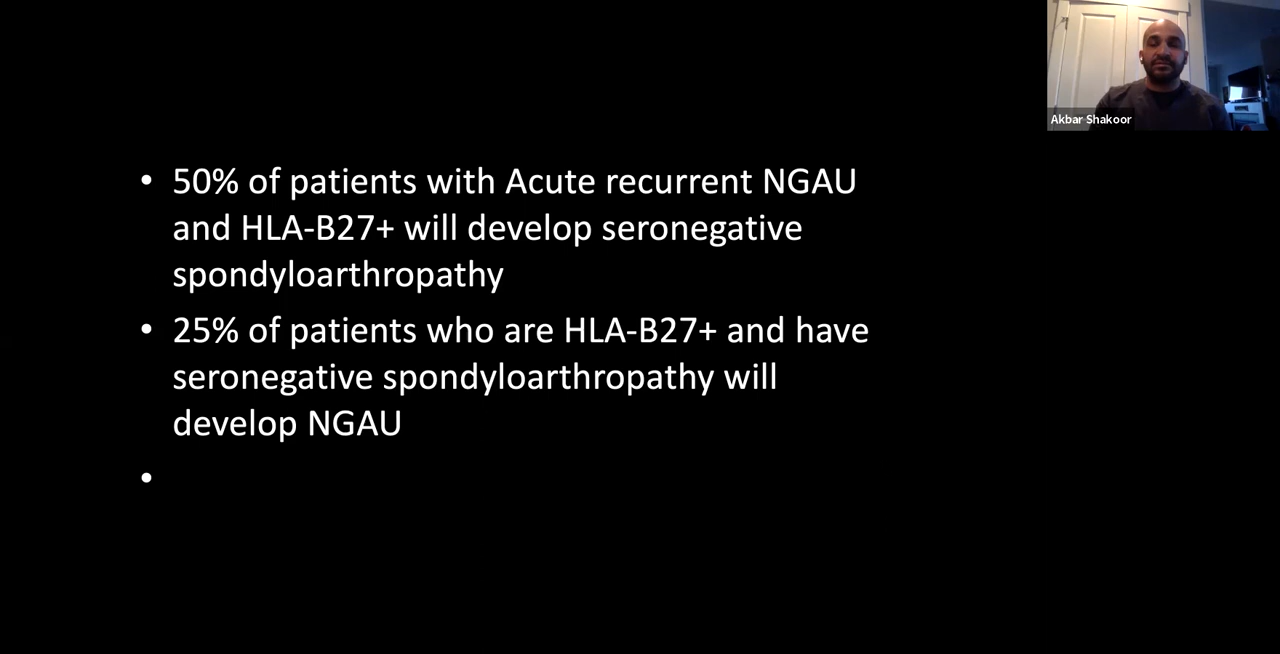 Akbar Shakoor
• 50% of patients with Acute recurrent NGAU
and HLA-B27+ will develop seronegative
spondyloarthropathy
• 25% of patients who are HLA-B27+ and have
seronegative spondyloarthropathy will
develop NGAU
•